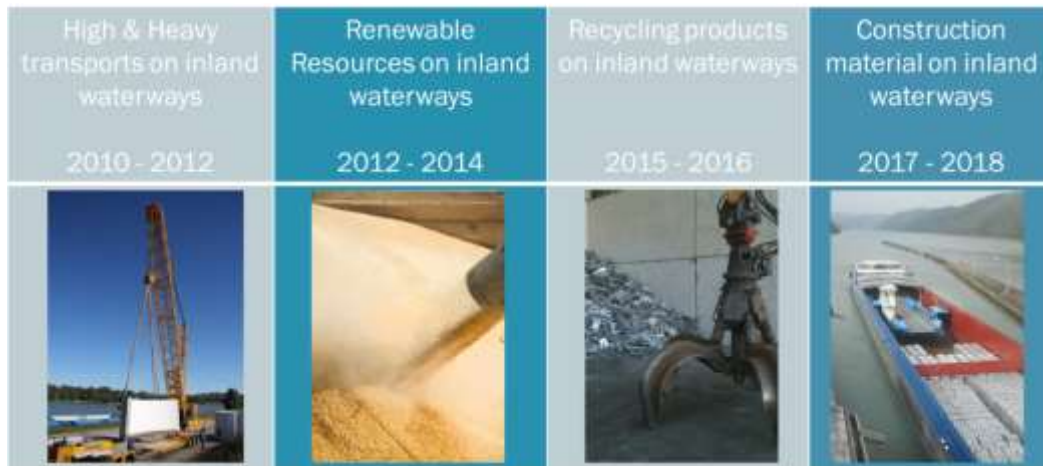 High & Heavy
transports on inland
waterways
2010 - 2012
Renewable
Resources on inland
waterways
2012 - 2014
Recycling products
on inland waterways
2015 - 2016
Construction
material on inland
waterways
2017 - 2018